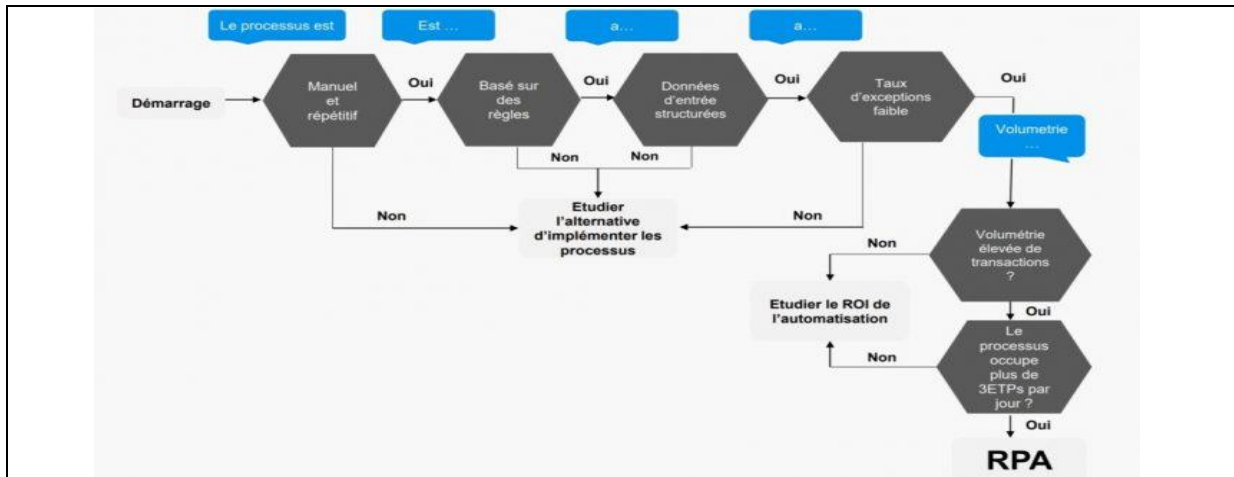 Le processus est
Est ...
a...
a...
Démarrage
Manuel
et
répétitif
Oui
Basé sur
des
règles
Oui
Données
d'entrée
structurées
Oui
Taux
d'exceptions
faible
Oui
Non
Non
Volumetrie
...
Non
Etudier
l'alternative
d'implémenter les
processus
Non
Volumétrie
élevée de
transactions
?
Non
Oui
Etudier le ROI de
l'automatisation
Le
processus
occupe
plus de
3ETPs par
jour ?
Non
Oui
RPA